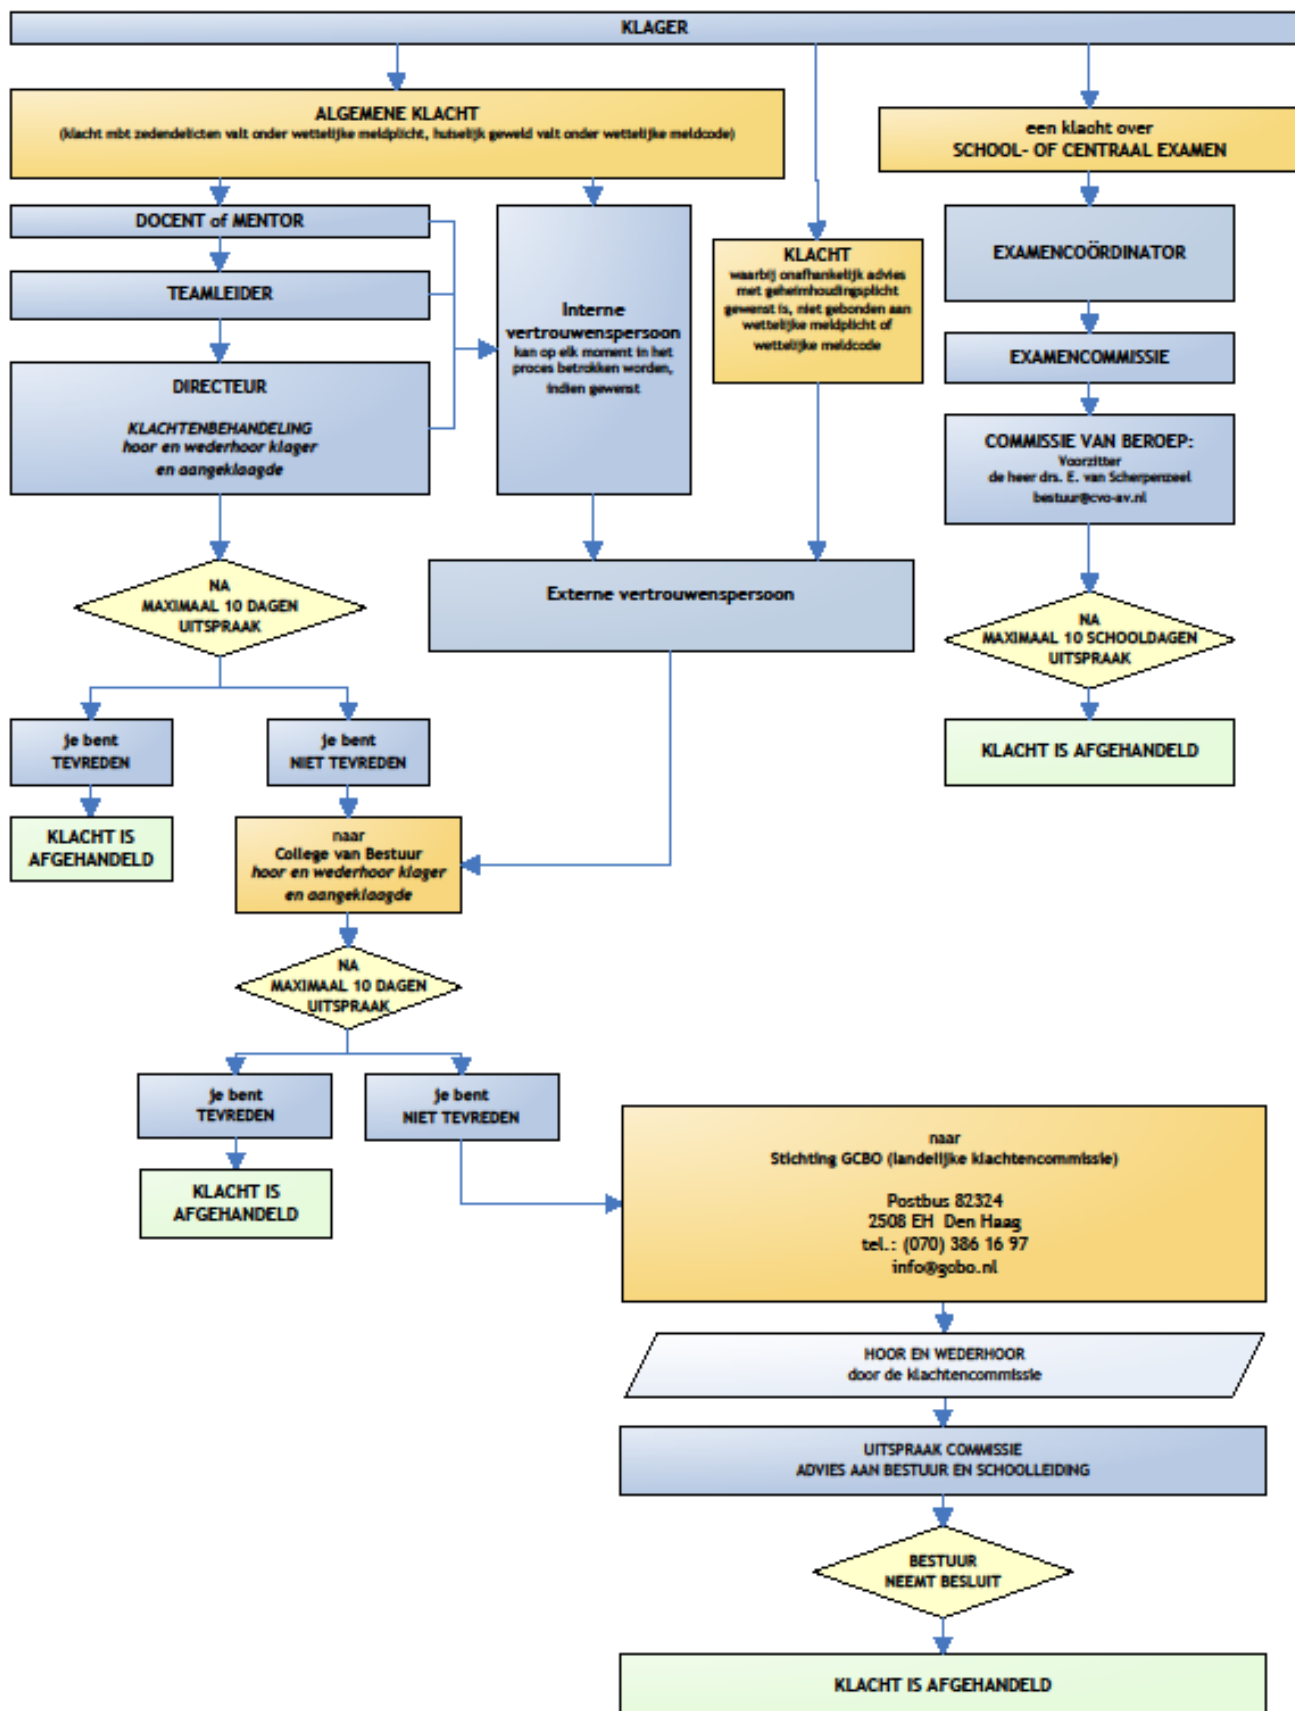 KLAGER
ALGEMENE KLACHT
(klacht mbt zedendelicten valt onder wettelijke meldplicht, huiselijk geweld valt onder wettelijke meldcode)
een klacht over
SCHOOL- OF CENTRAAL EXAMEN
DOCENT of MENTOR
TEAMLEIDER
DIRECTEUR
KLACHTENBEHANDELING
hoor en wederhoor klager
en aangeklaagde
Interne
vertrouwenspersoon
kan op elk moment in het
proces betrokken worden,
indien gewenst
KLACHT
waarbij onafhankelijk advies
met geheimhoudingsplicht
gewenst is, niet gebonden aan
wettelijke meldplicht of
wettelijke meldcode
EXAMENCOÖRDINATOR
EXAMENCOMMISSIE
COMMISSIE VAN BEROEP:
Voorzitter
de heer drs. E. van Scherpenzeel
bestuur@cvo-av.nl
NA
MAXIMAAL 10 DAGEN
UITSPRAAK
Externe vertrouwenspersoon
NA
MAXIMAAL 10 SCHOOLDAGEN
UITSPRAAK
je bent
TEVREDEN
je bent
NIET TEVREDEN
KLACHT IS AFGEHANDELD
KLACHT IS
AFGEHANDELD
naar
College van Bestuur
hoor en wederhoor klager
en aangeklaagde
NA
MAXIMAAL 10 DAGEN
UITSPRAAK
je bent
TEVREDEN
je bent
NIET TEVREDEN
KLACHT IS
AFGEHANDELD
naar
Stichting GCBO (landelijke klachtencommissie)
Postbus 82324
2508 EH Den Haag
tel.: (070) 386 16 97
info@gcbo.nl
HOOR EN WEDERHOOR
door de klachtencommissie
UITSPRAAK COMMISSIE
ADVIES AAN BESTUUR EN SCHOOLLEIDING
BESTUUR
NEEMT BESLUIT
KLACHT IS AFGEHANDELD